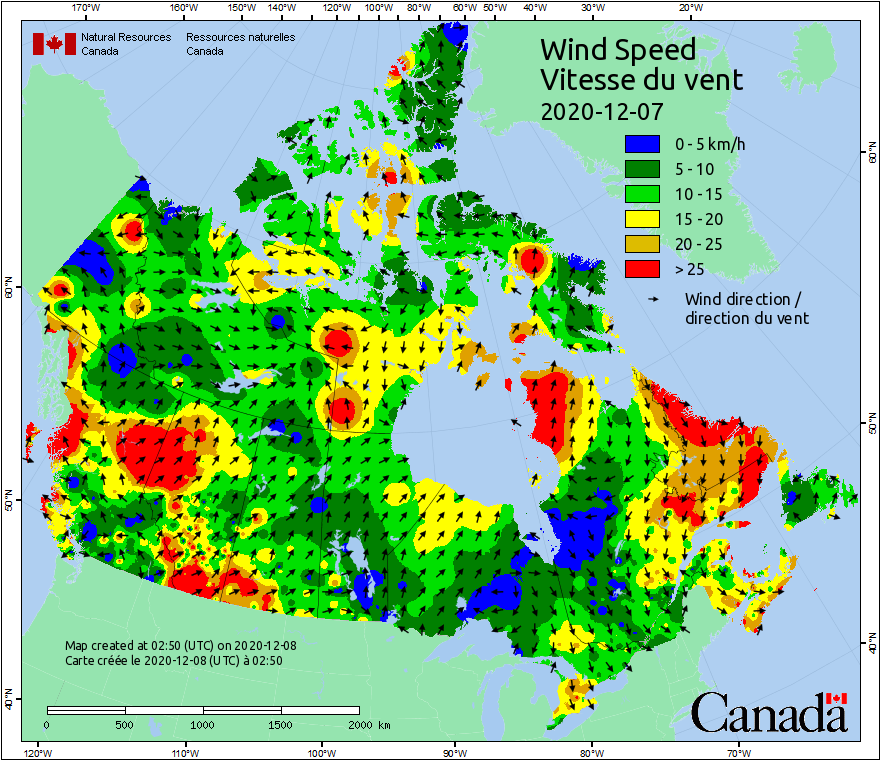 170°W 160°W 150°W 140°W 130°W 120°W 110°W 100°W 80°W 60°W 50°W 40°W 30°W 20°W
Natural Resources Canada
Ressources naturelles Canada
Wind Speed
Vitesse du vent
2020-12-07
0 - 5 km/h
5 - 10
10 - 15
15 - 20
20 - 25
> 25
Wind direction /
direction du vent
60°N
50°N
40°N
60°N
50°N
40°N
Map created at 02:50 (UTC) on 2020-12-08
Carte créée le 2020-12-08 (UTC) à 02:50
0 500 1000 1500 2000 km
Canada
120°W 110°W 100°W 90°W 80°W 70°W